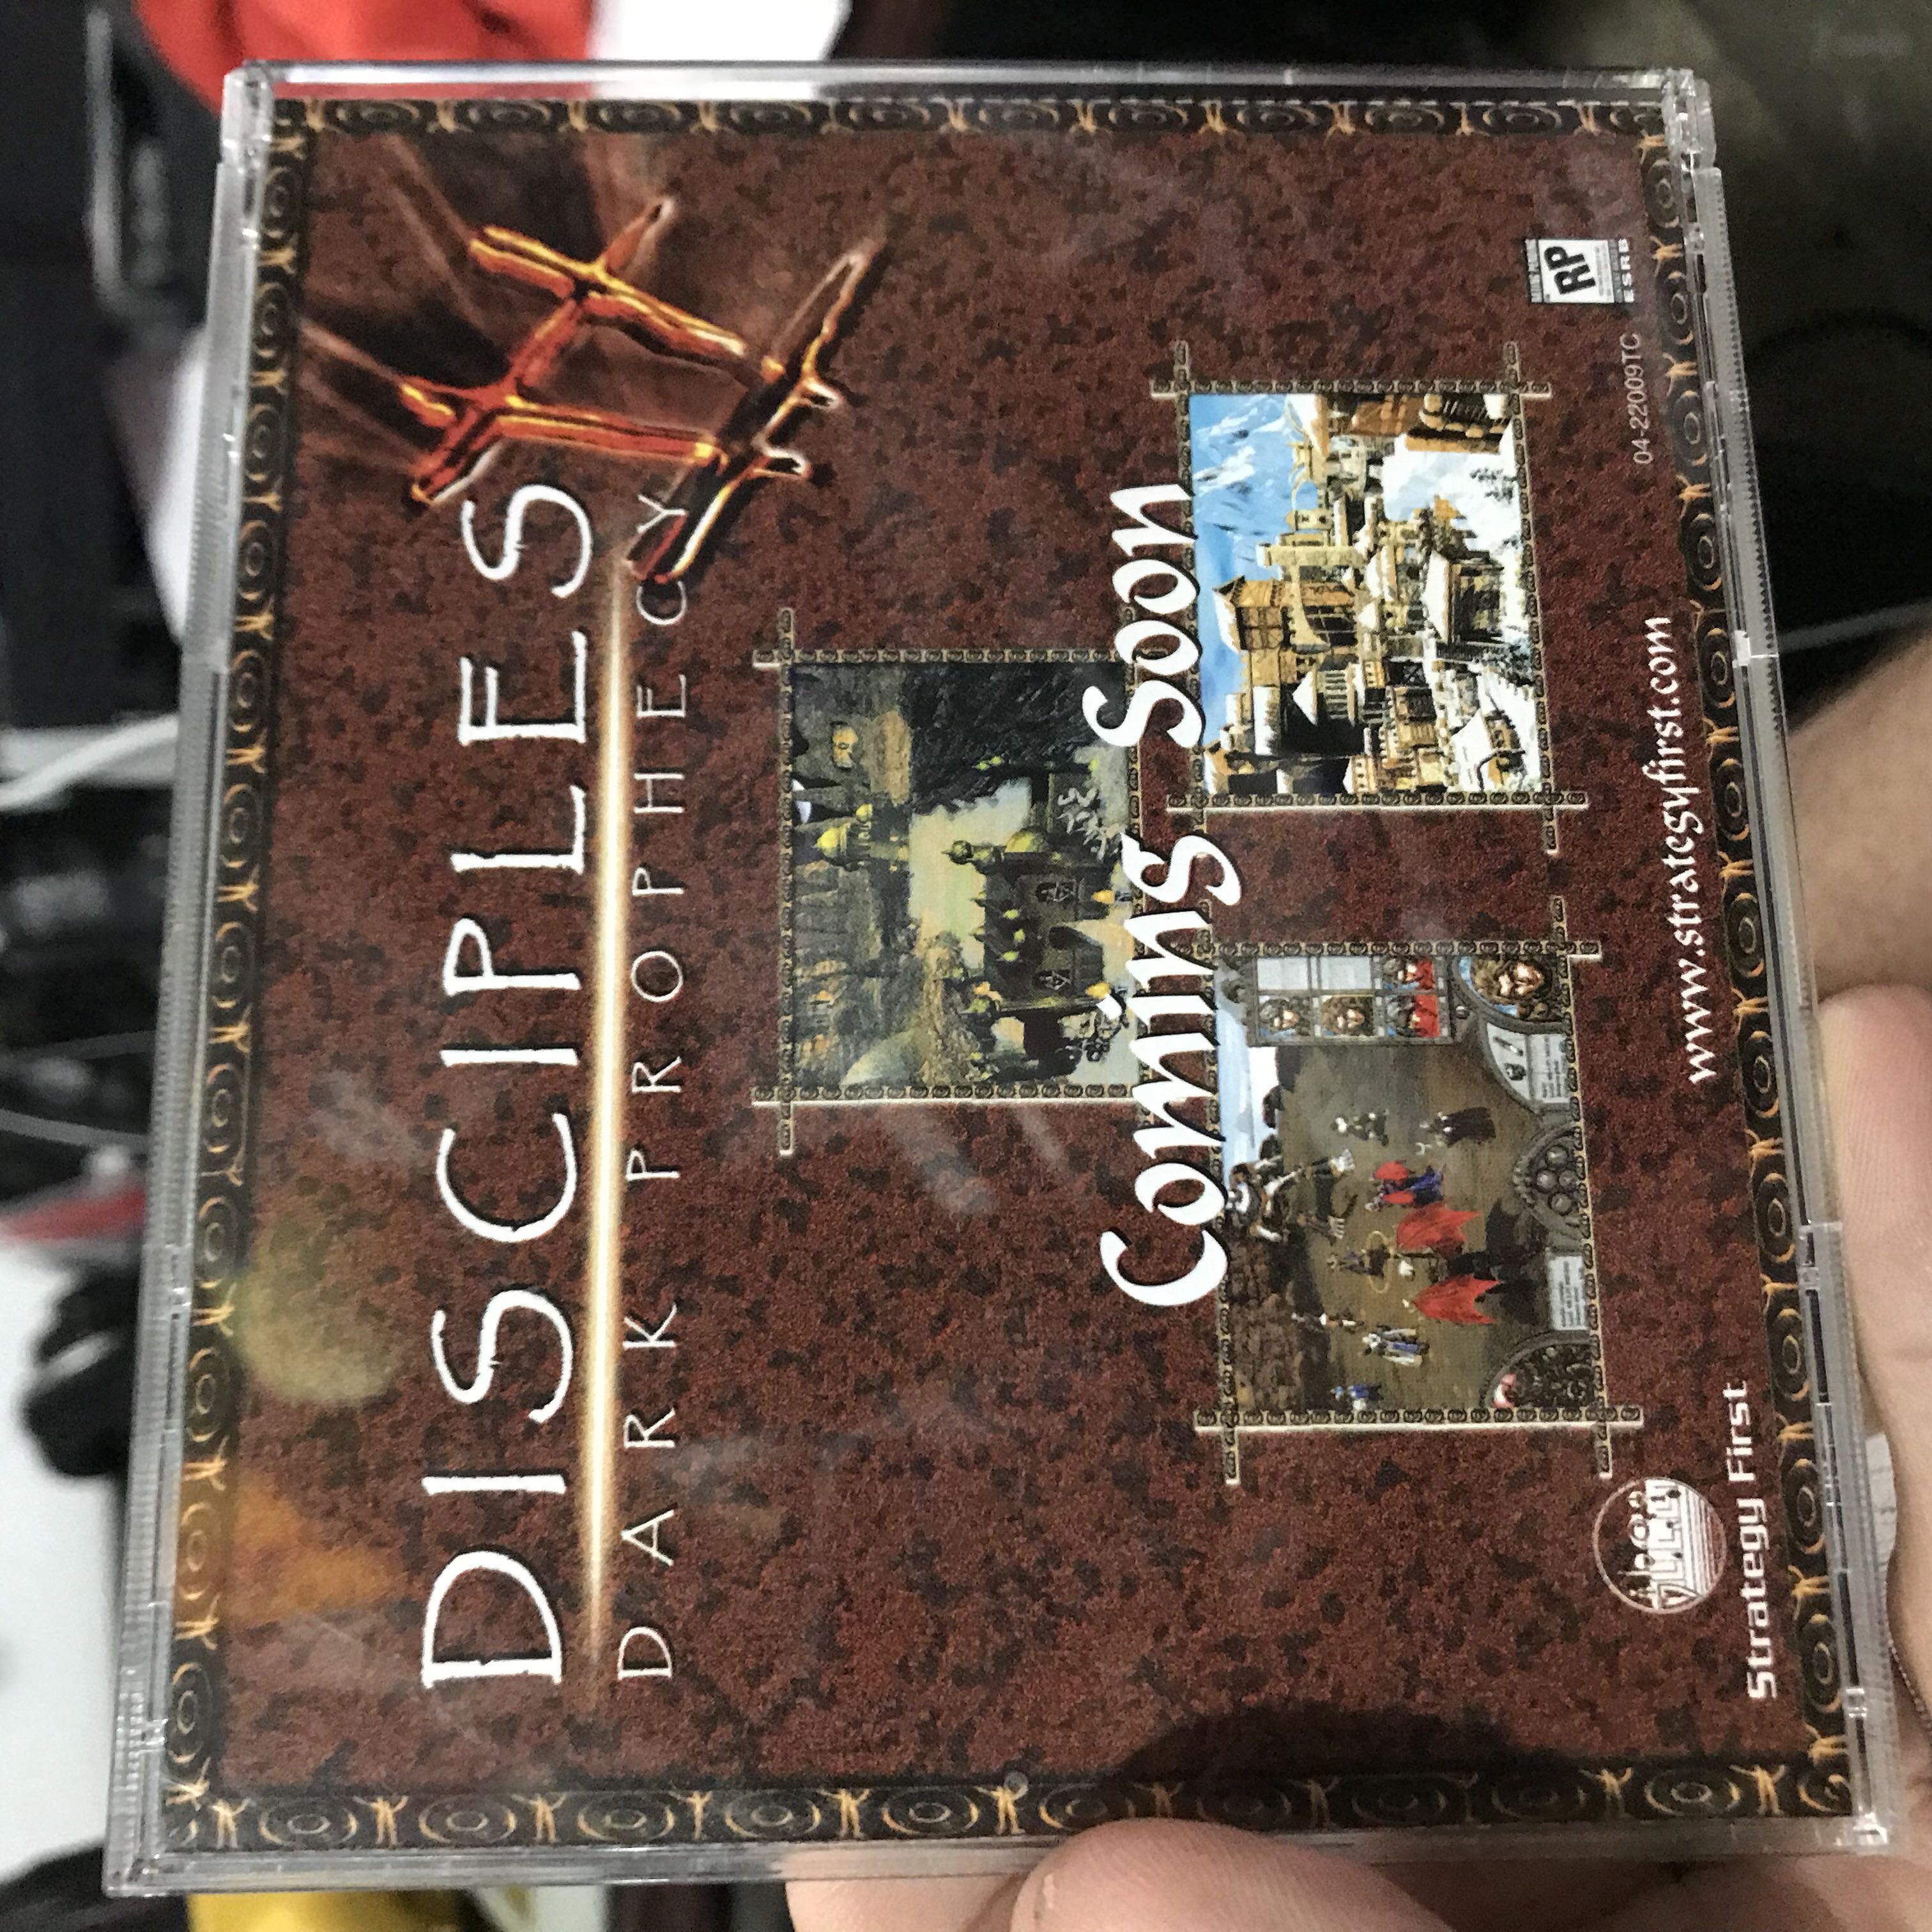 DISCIPLES
DARK PROPHECY
Coming Soon
www.strategyfirst.com
04-22009TC
RP
ESRB
Strategy First